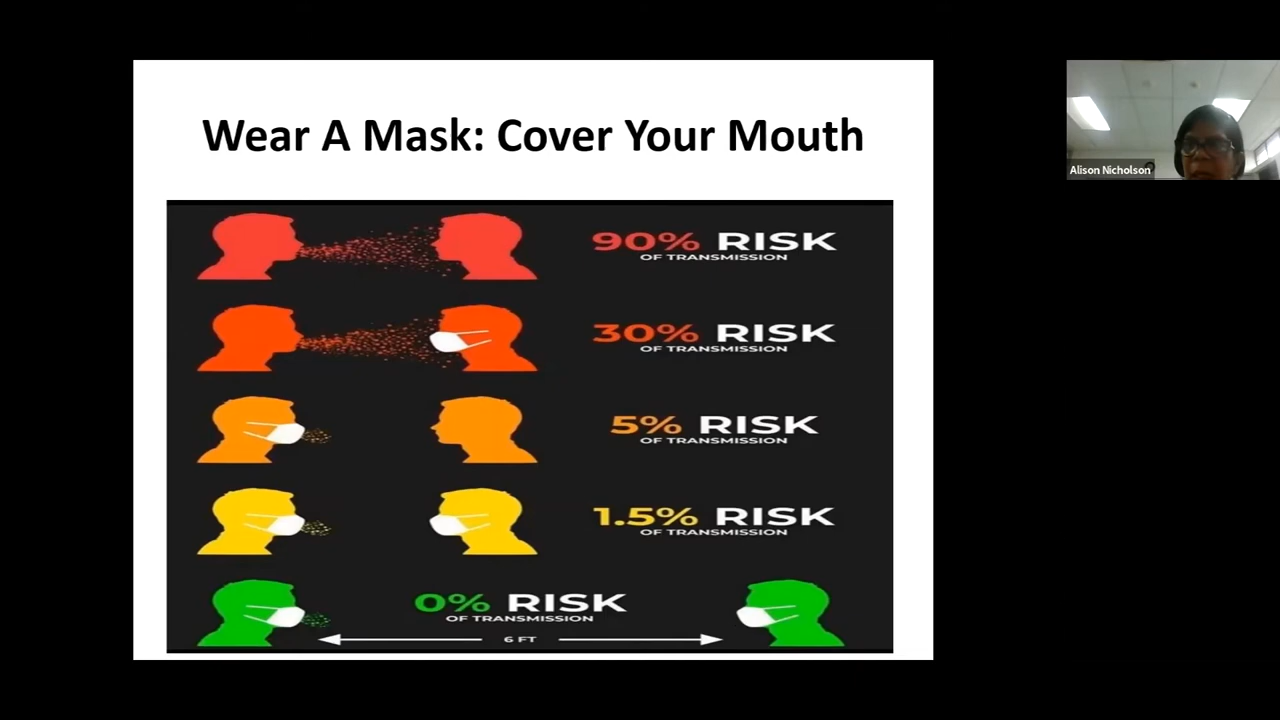 Wear A Mask: Cover Your Mouth
90% RISK
OF TRANSMISSION
30% RISK
OF TRANSMISSION
5% RISK
OF TRANSMISSION
1.5% RISK
OF TRANSMISSION
0% RISK
OF TRANSMISSION
6 FT
Alison Nicholson